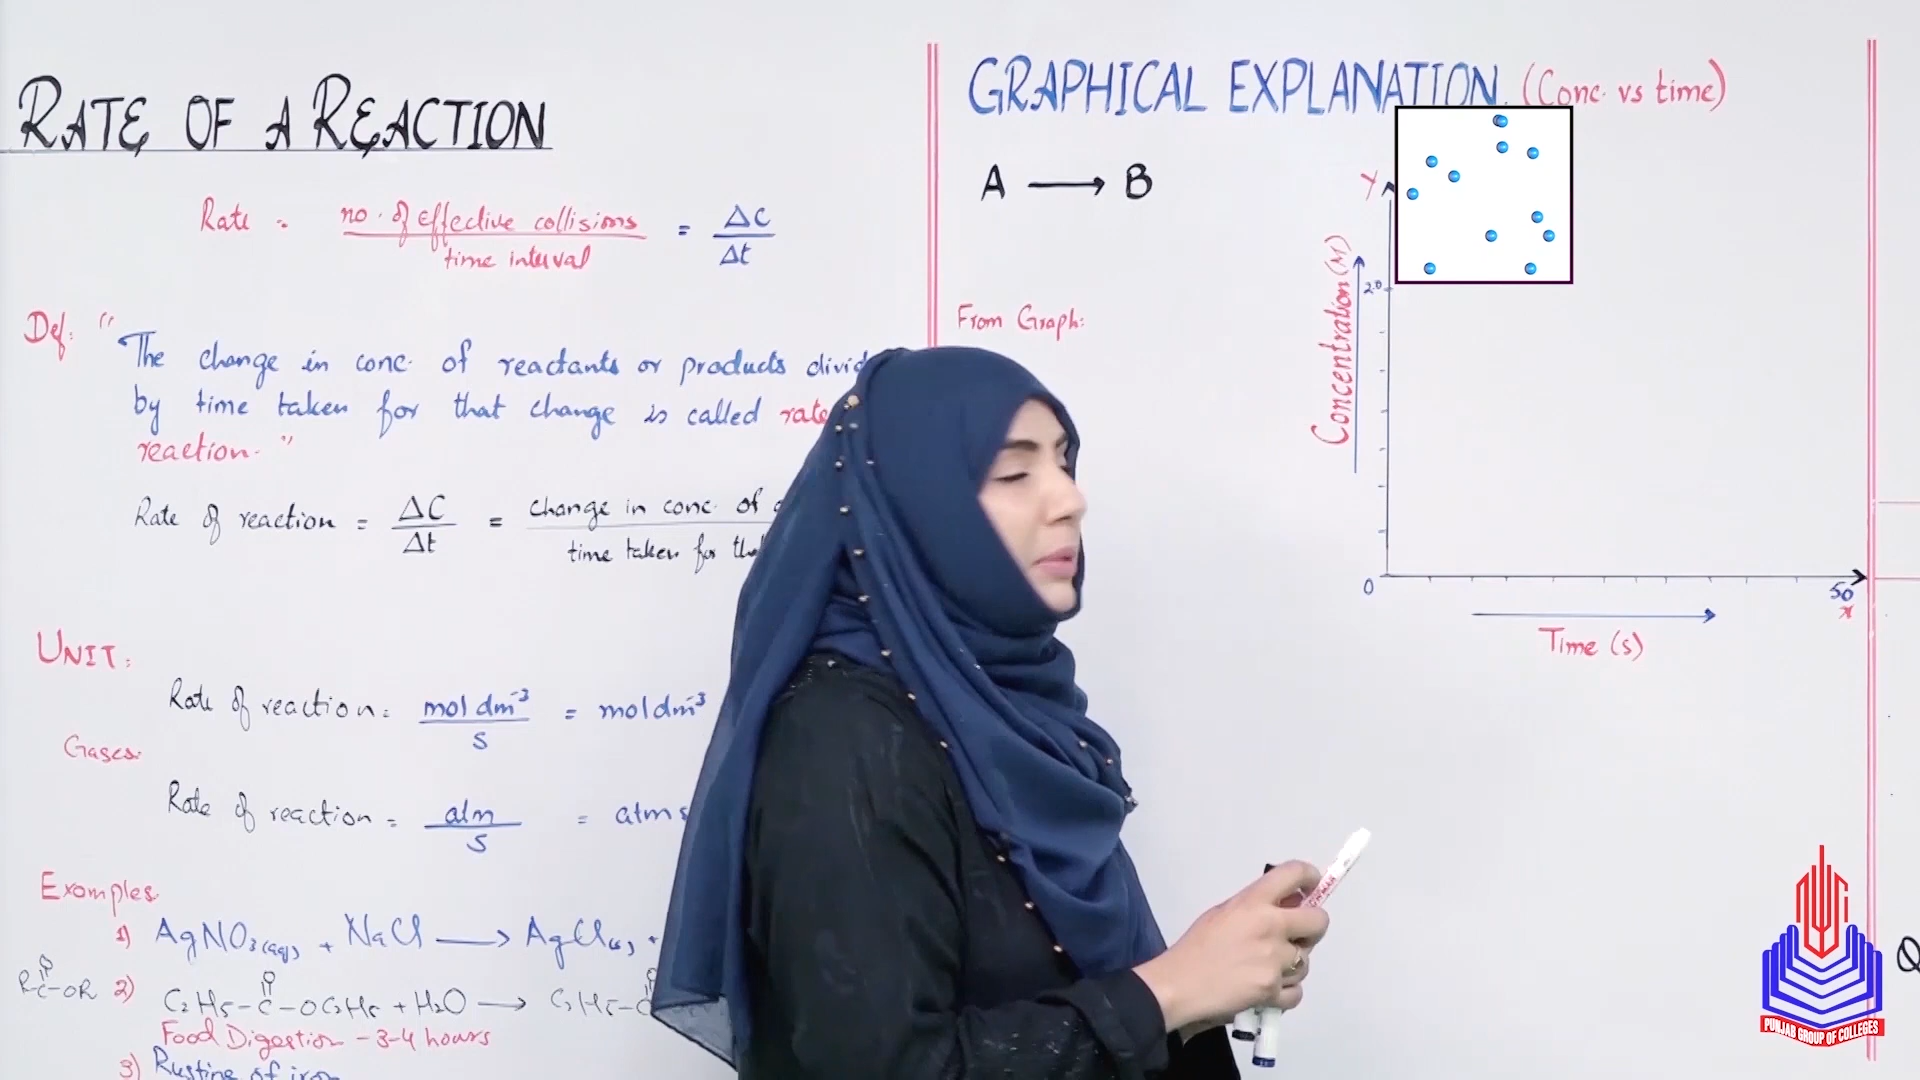 RATE OF A REACTION
Rate = no. of effective collisions / time interval = ΔC / Δt
Def: "The change in conc. of reactants or products
by time taken for that change is called rate
reaction."
Rate of reaction = ΔC / Δt = change in conc. of
time taken for
UNIT:
Rate of reaction = mol dm⁻³ / s = mol dm⁻³
Gases:
Rate of reaction = atm / s = atm s
Examples
1) AgNO₃(aq) + NaCl → AgCl(s) +
R-C-OR
O
2) C₂H₅-C-OC₂H₅ + H₂O → C₂H₅-C
O
Food Digestion - 3-4 hours
3) Rusting of iron
GRAPHICAL EXPLANATION (Conc. vs time)
A → B
From Graph:
Y
Concentration (M)
2.0
0
50
x
Time (s)
PUNJAB GROUP OF COLLEGES